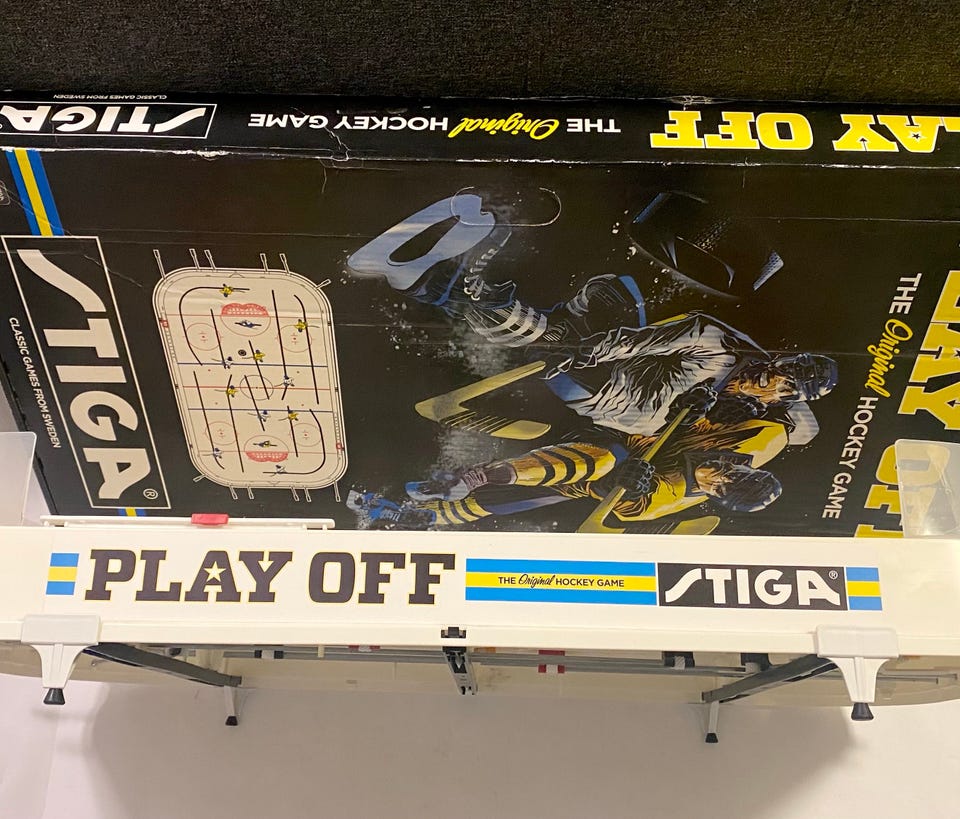 PLAY OFF
THE Original HOCKEY GAME
STIGA®
CLASSIC GAMES FROM SWEDEN
STIGA®
CLASSIC GAMES FROM SWEDEN
THE Original HOCKEY GAME
PLAY OFF THE Original HOCKEY GAME STIGA®